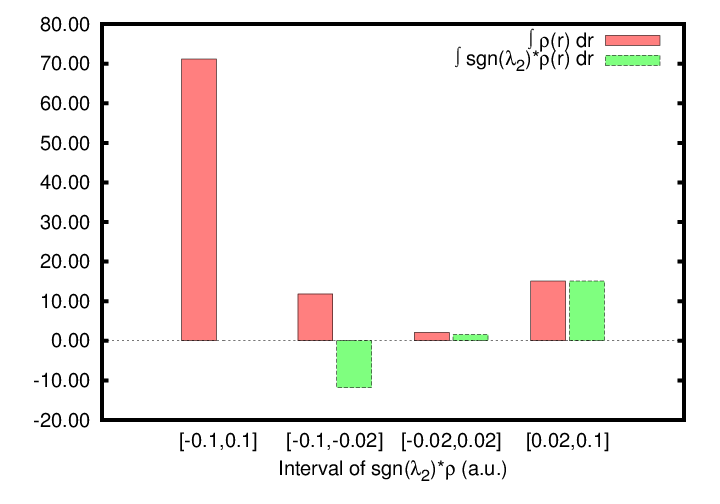 80.00
70.00
60.00
50.00
40.00
30.00
20.00
10.00
0.00
-10.00
-20.00
∫ ρ(r) dr
∫ sgn(λ₂)*ρ(r) dr
[-0.1,0.1] [-0.1,-0.02] [-0.02,0.02] [0.02,0.1]
Interval of sgn(λ₂)*ρ (a.u.)